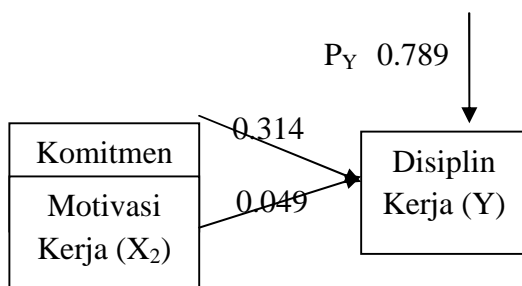 P_Y 0.789
0.314
Komitmen
Motivasi
Kerja (X₂)
0.049
Disiplin
Kerja (Y)